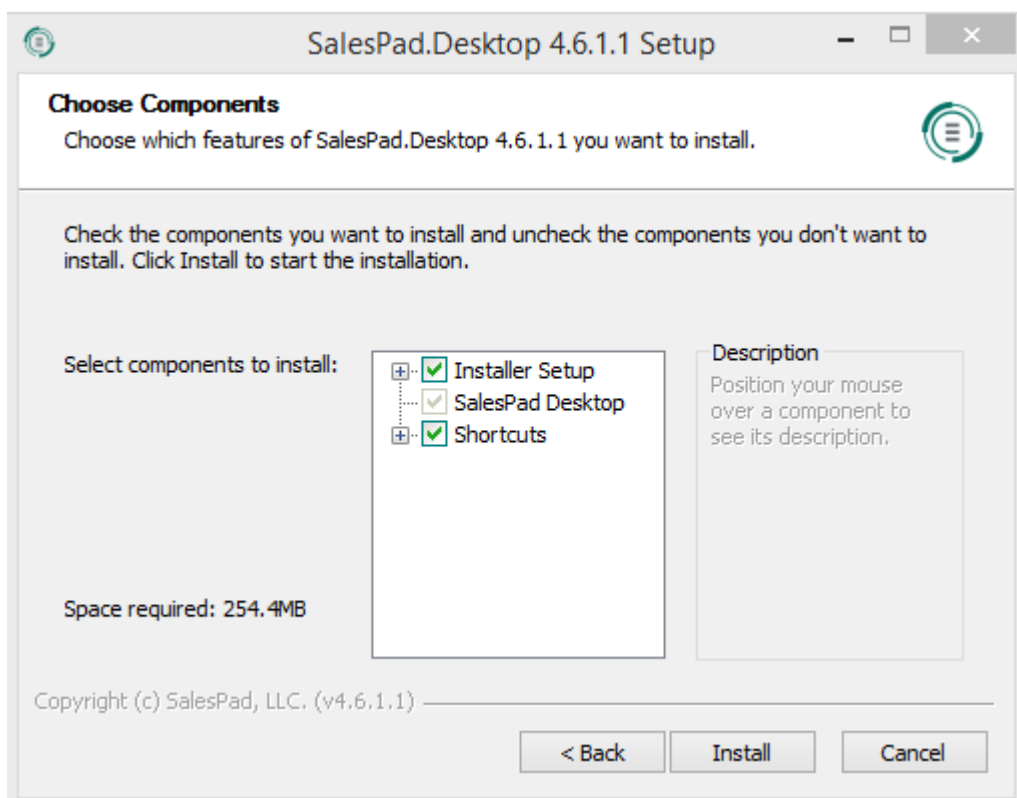 SalesPad.Desktop 4.6.1.1 Setup
Choose Components
Choose which features of SalesPad.Desktop 4.6.1.1 you want to install.
Check the components you want to install and uncheck the components you don't want to
install. Click Install to start the installation.
Select components to install:
Installer Setup
SalesPad Desktop
Shortcuts
Description
Position your mouse
over a component to
see its description.
Space required: 254.4MB
Copyright (c) SalesPad, LLC. (v4.6.1.1)
< Back
Install
Cancel